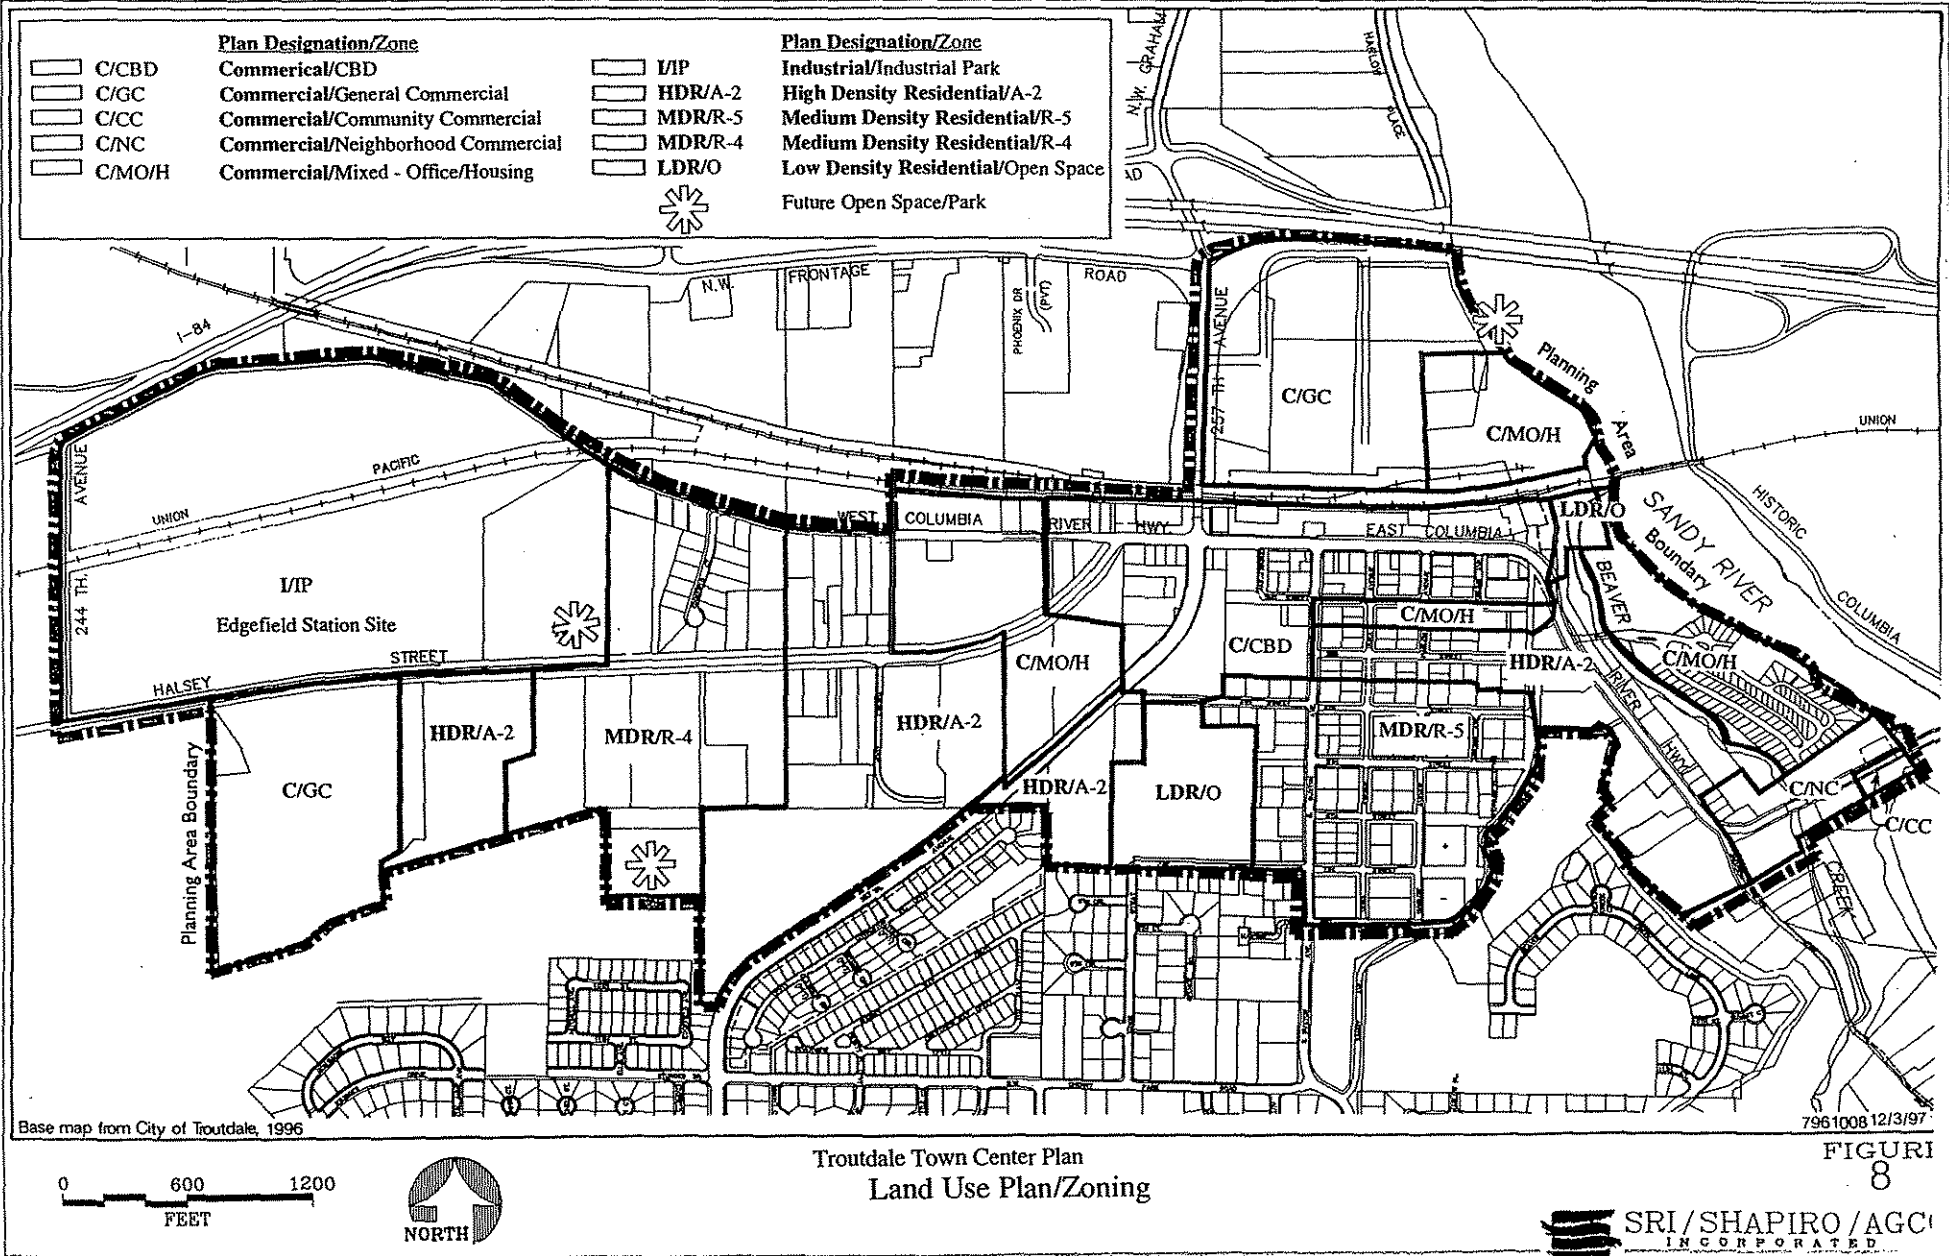 Plan Designation/Zone
C/CBD Commerical/CBD
C/GC Commercial/General Commercial
C/CC Commercial/Community Commercial
C/NC Commercial/Neighborhood Commercial
C/MO/H Commercial/Mixed - Office/Housing
Plan Designation/Zone
I/IP Industrial/Industrial Park
HDR/A-2 High Density Residential/A-2
MDR/R-5 Medium Density Residential/R-5
MDR/R-4 Medium Density Residential/R-4
LDR/O Low Density Residential/Open Space
Future Open Space/Park
N.W. GRAHAM
HARLOW PLACE
AD
I-84
N.W. FRONTAGE ROAD
PHOENIX DR (PVT)
257 TH AVENUE
C/GC
C/MO/H
Planning Area Boundary
UNION
UNION PACIFIC
244 TH. AVENUE
WEST COLUMBIA RIVER HWY
EAST COLUMBIA
RIVER HWY
LDR/O
SANDY RIVER
HISTORIC
COLUMBIA
BEAVER
CREEK
I/IP
Edgefield Station Site
HALSEY STREET
C/MO/H
C/CBD
C/MO/H
HDR/A-2
C/MO/H
HDR/A-2
MDR/R-4
HDR/A-2
MDR/R-5
C/GC
HDR/A-2
LDR/O
C/NC
C/CC
Planning Area Boundary
Base map from City of Troutdale, 1996
7961008 12/3/97
0 600 1200
FEET
NORTH
Troutdale Town Center Plan
Land Use Plan/Zoning
FIGURI
8
SRI/SHAPIRO/AGC
INCORPORATED